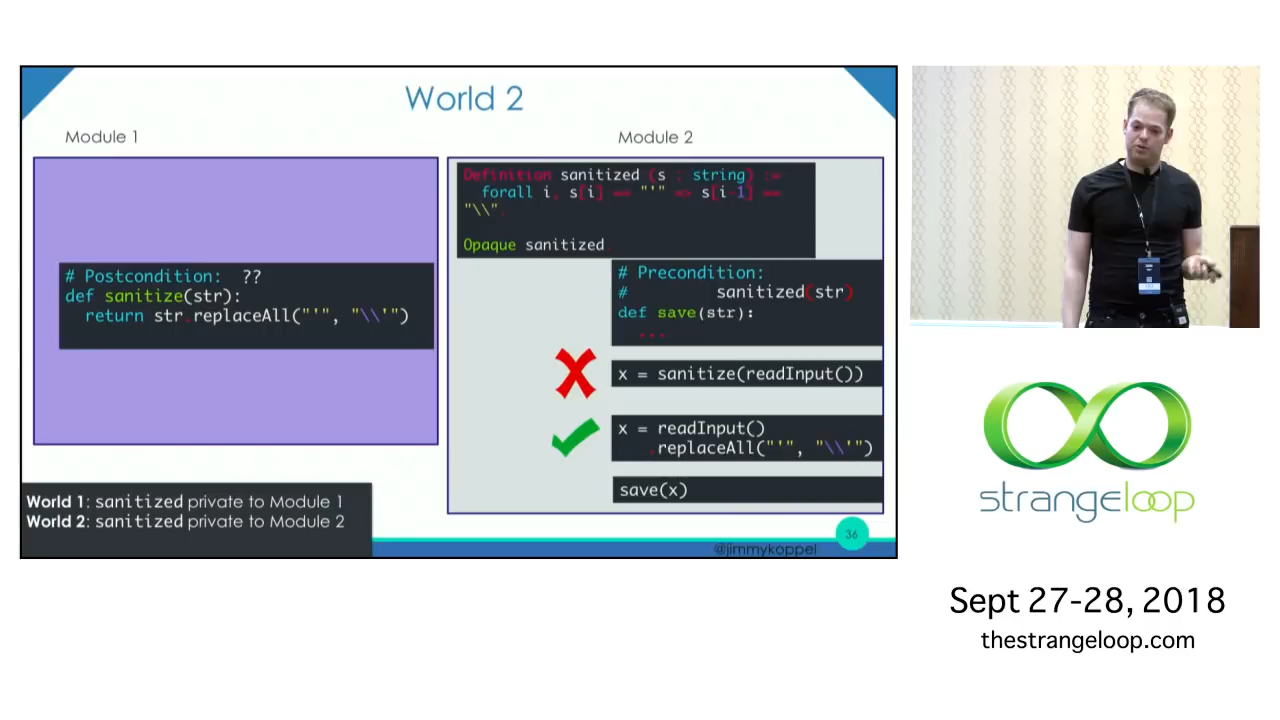 World 2
Module 1
# Postcondition: ??
def sanitize(str):
return str.replaceAll("'", "\\'")
Module 2
Definition sanitized (s : string) :=
forall i, s[i] == "'" => s[i-1] ==
"\\".
Opaque sanitized.
# Precondition:
# sanitized(str)
def save(str):
...
x = sanitize(readInput())
x = readInput()
.replaceAll("'", "\\'")
save(x)
World 1: sanitized private to Module 1
World 2: sanitized private to Module 2
@jimmykoppel
36
strangeloop
Sept 27-28, 2018
thestrangeloop.com